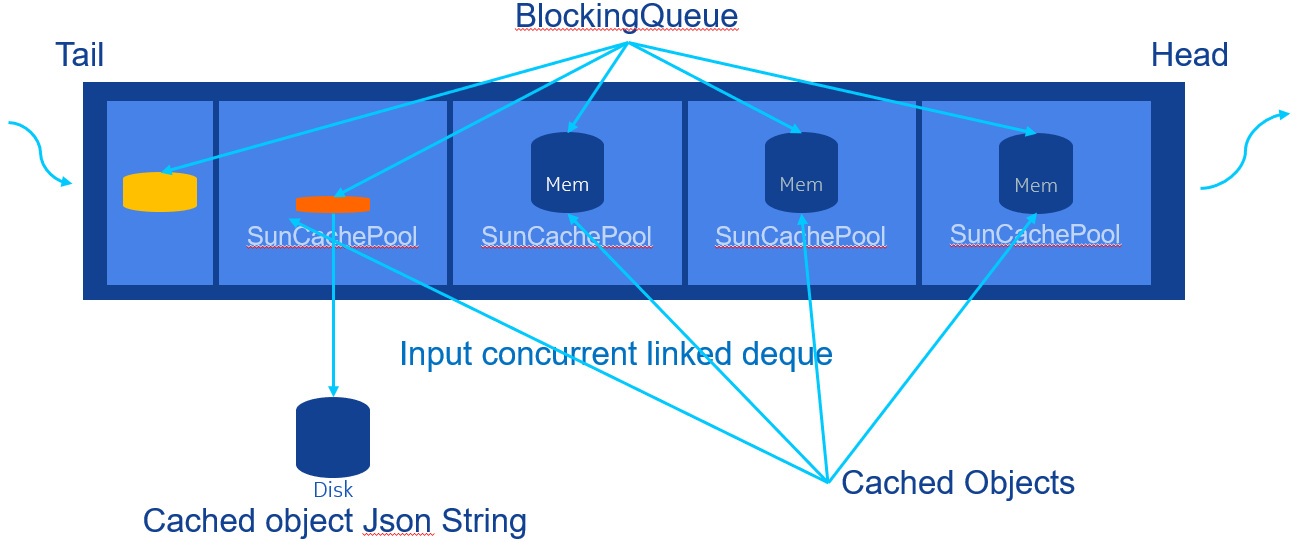 BlockingQueue
Tail
Head
Mem
Mem
Mem
SunCachePool
SunCachePool
SunCachePool
SunCachePool
Input concurrent linked deque
Cached Objects
Disk
Cached object Json String